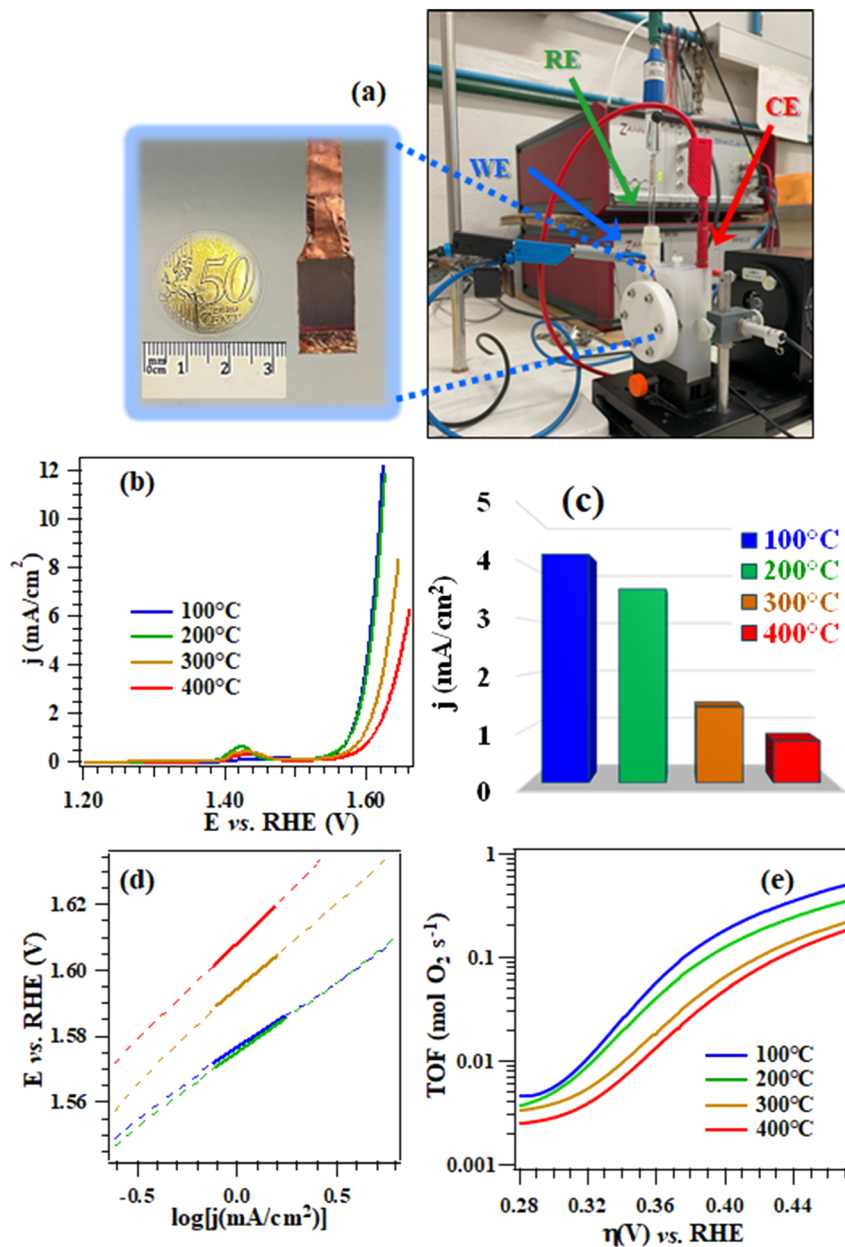 (a)
RE
CE
WE
ZAHN
50
CENT
mm
0cm 1 2 3
(b)
j (mA/cm²)
12
10
8
6
4
2
0
100°C
200°C
300°C
400°C
1.20 1.40 1.60
E vs. RHE (V)
(c)
j (mA/cm²)
5
4
3
2
1
0
100°C
200°C
300°C
400°C
(d)
E vs. RHE (V)
1.62
1.60
1.58
1.56
-0.5 0.0 0.5
log[j(mA/cm²)]
(e)
TOF (mol O₂ s⁻¹)
1
0.1
0.01
0.001
100°C
200°C
300°C
400°C
0.28 0.32 0.36 0.40 0.44
η(V) vs. RHE